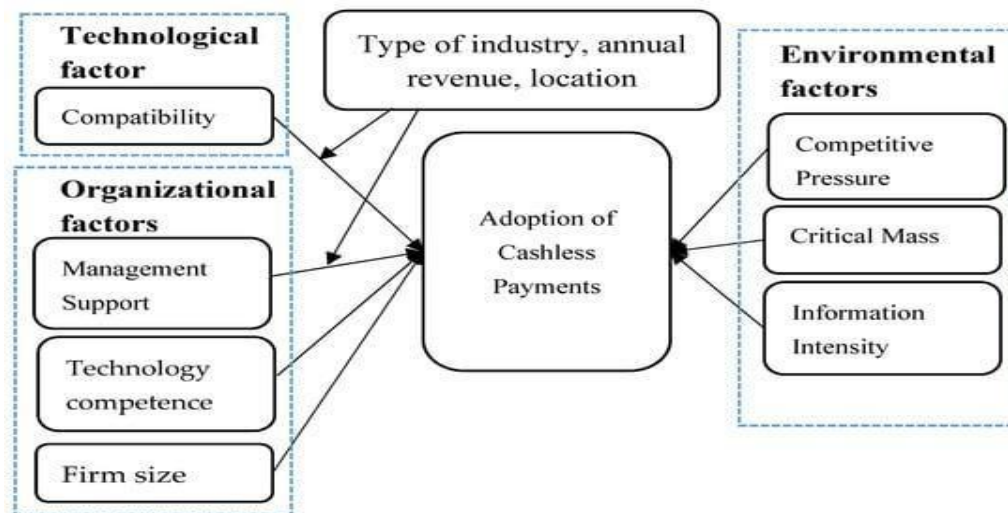 Technological
factor
Compatibility
Type of industry, annual
revenue, location
Organizational
factors
Management
Support
Technology
competence
Firm size
Adoption of
Cashless
Payments
Environmental
factors
Competitive
Pressure
Critical Mass
Information
Intensity